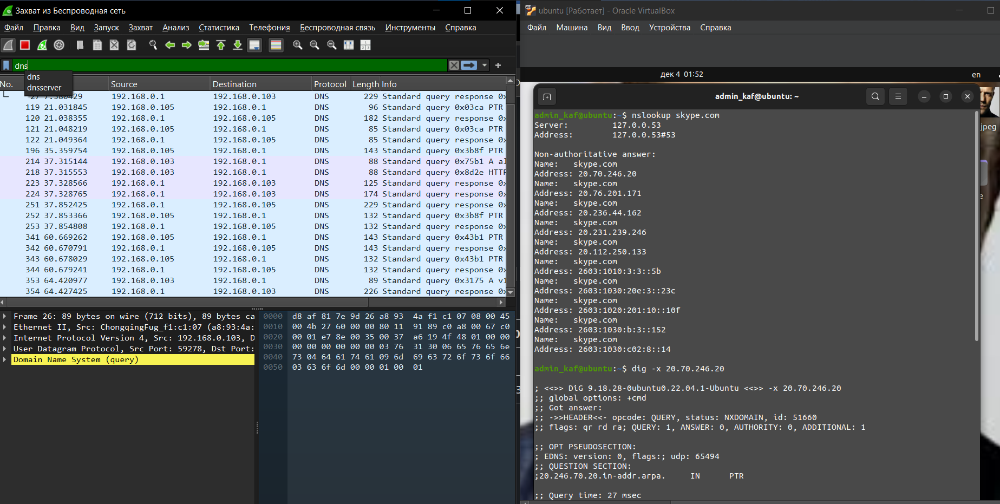 Захват из Беспроводная сеть
Файл Правка Вид Запуск Захват Анализ Статистика Телефония Беспроводная связь Инструменты Справка
dns
dns
dnsserver
No. Source Destination Protocol Length Info
27 7.580429 192.168.0.1 192.168.0.103 DNS 229 Standard query response 0x
119 21.031845 192.168.0.105 192.168.0.1 DNS 96 Standard query 0x03ca PTR
120 21.038355 192.168.0.1 192.168.0.105 DNS 182 Standard query response 0x
121 21.048219 192.168.0.105 192.168.0.1 DNS 85 Standard query 0x03ca PTR
122 21.049364 192.168.0.1 192.168.0.105 DNS 85 Standard query response 0x
196 35.359754 192.168.0.105 192.168.0.1 DNS 143 Standard query 0x3b8f PTR
214 37.315144 192.168.0.103 192.168.0.1 DNS 88 Standard query 0x75b1 A al
218 37.315553 192.168.0.103 192.168.0.1 DNS 88 Standard query 0x8d2e HTTP
223 37.328566 192.168.0.1 192.168.0.103 DNS 125 Standard query response 0x
224 37.328765 192.168.0.1 192.168.0.103 DNS 174 Standard query response 0x
251 37.852425 192.168.0.1 192.168.0.105 DNS 229 Standard query response 0x
252 37.853366 192.168.0.105 192.168.0.1 DNS 132 Standard query 0x3b8f PTR
253 37.854808 192.168.0.1 192.168.0.105 DNS 132 Standard query response 0x
341 60.669262 192.168.0.105 192.168.0.1 DNS 143 Standard query 0x43b1 PTR
342 60.670791 192.168.0.1 192.168.0.105 DNS 143 Standard query response 0x
343 60.678029 192.168.0.105 192.168.0.1 DNS 132 Standard query 0x43b1 PTR
344 60.679241 192.168.0.1 192.168.0.105 DNS 132 Standard query response 0x
353 64.420977 192.168.0.103 192.168.0.1 DNS 89 Standard query 0x3175 A v1
354 64.427425 192.168.0.1 192.168.0.103 DNS 226 Standard query response 0x
Frame 26: 89 bytes on wire (712 bits), 89 bytes ca
Ethernet II, Src: ChongqingFug_f1:c1:07 (a8:93:4a:
Internet Protocol Version 4, Src: 192.168.0.103, D
User Datagram Protocol, Src Port: 59278, Dst Port:
Domain Name System (query)
0000 d8 af 81 7e 9d 26 a8 93 4a f1 c1 07 08 00 45
0010 00 4b 27 60 00 00 80 11 91 89 c0 a8 00 67 c0
0020 00 01 e7 8e 00 35 00 37 a6 19 4f 48 01 00 00
0030 00 00 00 00 00 00 03 76 31 30 06 65 76 65 6e
0040 73 04 64 61 74 61 09 6d 69 63 72 6f 73 6f 66
0050 03 63 6f 6d 00 00 01 00 01
ubuntu [Работает] - Oracle VirtualBox
Файл Машина Вид Ввод Устройства Справка
дек 4 01:52
en
admin_kaf@ubuntu: ~
jpeg
admin_kaf@ubuntu:~$ nslookup skype.com
Server: 127.0.0.53
Address: 127.0.0.53#53
Non-authoritative answer:
Name: skype.com
Address: 20.70.246.20
Name: skype.com
Address: 20.76.201.171
Name: skype.com
Address: 20.236.44.162
Name: skype.com
Address: 20.231.239.246
Name: skype.com
Address: 20.112.250.133
Name: skype.com
Address: 2603:1010:3:3::5b
Name: skype.com
Address: 2603:1030:20e:3::23c
Name: skype.com
Address: 2603:1020:201:10::10f
Name: skype.com
Address: 2603:1030:b:3::152
Name: skype.com
Address: 2603:1030:c02:8::14
admin_kaf@ubuntu:~$ dig -x 20.70.246.20
; <<>> DiG 9.18.28-0ubuntu0.22.04.1-Ubuntu <<>> -x 20.70.246.20
;; global options: +cmd
;; Got answer:
;; ->>HEADER<<- opcode: QUERY, status: NXDOMAIN, id: 51660
;; flags: qr rd ra; QUERY: 1, ANSWER: 0, AUTHORITY: 0, ADDITIONAL: 1
;; OPT PSEUDOSECTION:
; EDNS: version: 0, flags:; udp: 65494
;; QUESTION SECTION:
;20.246.70.20.in-addr.arpa. IN PTR
;; Query time: 27 msec